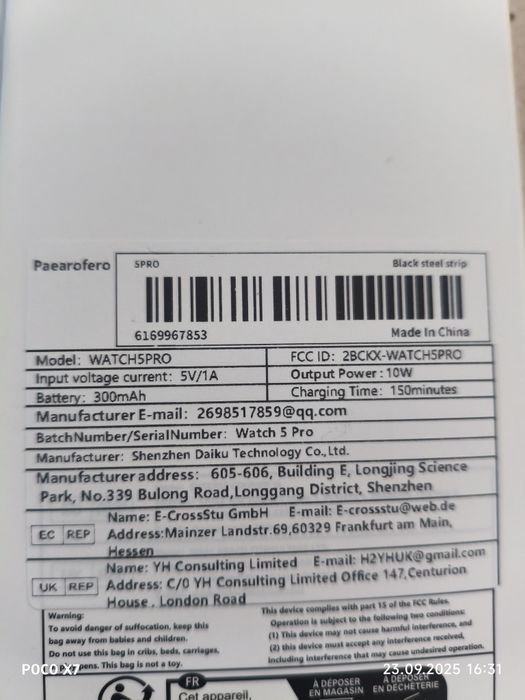 Paearofero
5PRO Black steel strip
6169967853 Made In China
Model: WATCH5PRO FCC ID: 2BCKX-WATCH5PRO
Input voltage current: 5V/1A Output Power: 10W
Battery: 300mAh Charging Time: 150minutes
Manufacturer E-mail: 2698517859@qq.com
BatchNumber/SerialNumber: Watch 5 Pro
Manufacturer: Shenzhen Daiku Technology Co.,Ltd.
Manufacturer address: 605-606, Building E, Longjing Science
Park, No.339 Bulong Road,Longgang District, Shenzhen
EC REP
Name: E-CrossStu GmbH E-mail: E-crossstu@web.de
Address:Mainzer Landstr.69,60329 Frankfurt am Main,
Hessen
UK REP
Name: YH Consulting Limited E-mail: H2YHUK@gmail.com
Address: C/0 YH Consulting Limited Office 147,Centurion
House, London Road
Warning:
To avoid danger of suffocation, keep this
bag away from babies and children.
Do not use this bag in cribs, beds, carriages,
pens. This bag is not a toy.
This device complies with part 15 of the FCC Rules.
Operation is subject to the following two conditions:
(1) This device may not cause harmful interference, and
(2) this device must accept any interference received,
including interference that may cause undesired operation.
FR
Cet appareil,
À DÉPOSER
EN MAGASIN
À DÉPOSER
EN DÉCHÈTERIE
POCO X7
23.09.2025 16:31